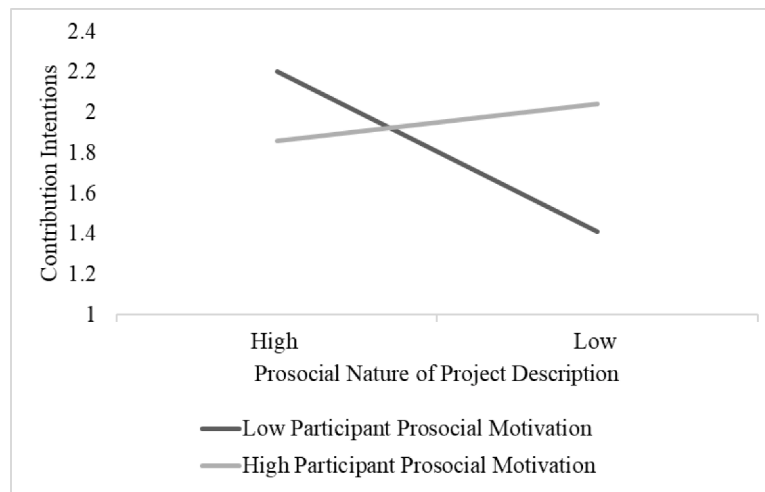 2.4
2.2
2
1.8
1.6
1.4
1.2
1
Contribution Intentions
High Low
Prosocial Nature of Project Description
Low Participant Prosocial Motivation
High Participant Prosocial Motivation